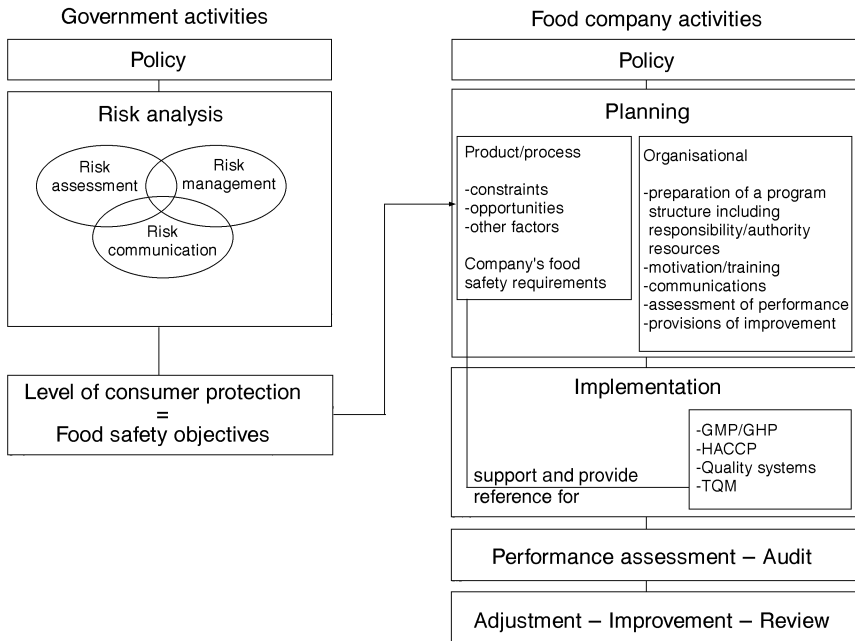 Government activities
Policy
Risk analysis
Risk
assessment
Risk
management
Risk
communication
Level of consumer protection
=
Food safety objectives
Food company activities
Policy
Planning
Product/process
-constraints
-opportunities
-other factors
Company's food
safety requirements
Organisational
-preparation of a program
structure including
responsibility/authority
resources
-motivation/training
-communications
-assessment of performance
-provisions of improvement
Implementation
-GMP/GHP
-HACCP
-Quality systems
-TQM
support and provide
reference for
Performance assessment – Audit
Adjustment – Improvement – Review